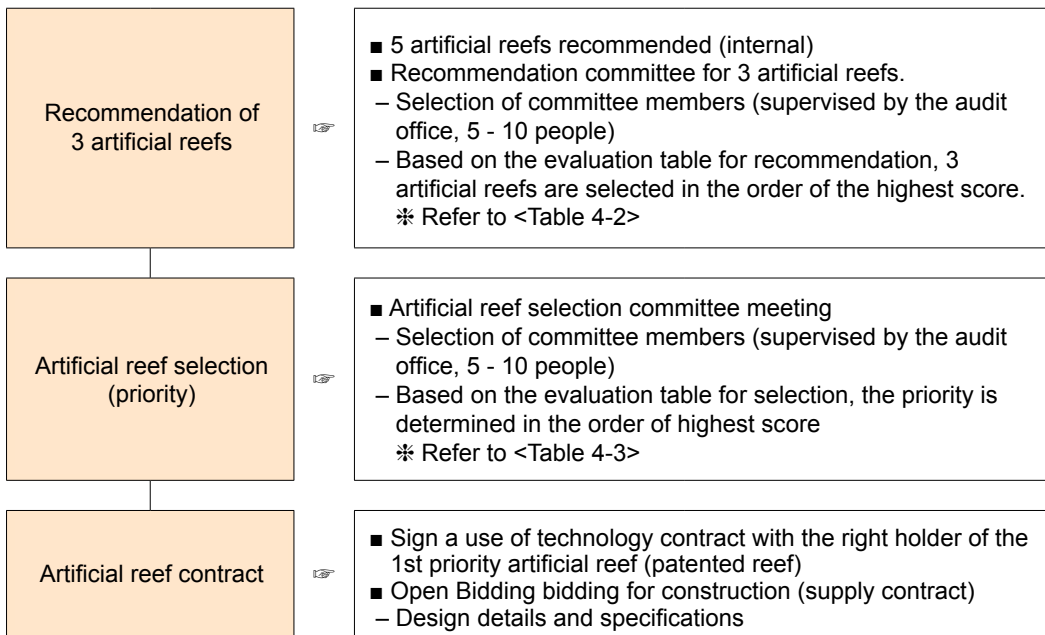 Recommendation of
3 artificial reefs
☞
■ 5 artificial reefs recommended (internal)
■ Recommendation committee for 3 artificial reefs.
– Selection of committee members (supervised by the audit
office, 5 - 10 people)
– Based on the evaluation table for recommendation, 3
artificial reefs are selected in the order of the highest score.
❈ Refer to <Table 4-2>
Artificial reef selection
(priority)
☞
■ Artificial reef selection committee meeting
– Selection of committee members (supervised by the audit
office, 5 - 10 people)
– Based on the evaluation table for selection, the priority is
determined in the order of highest score
❈ Refer to <Table 4-3>
Artificial reef contract
☞
■ Sign a use of technology contract with the right holder of the
1st priority artificial reef (patented reef)
■ Open Bidding bidding for construction (supply contract)
– Design details and specifications